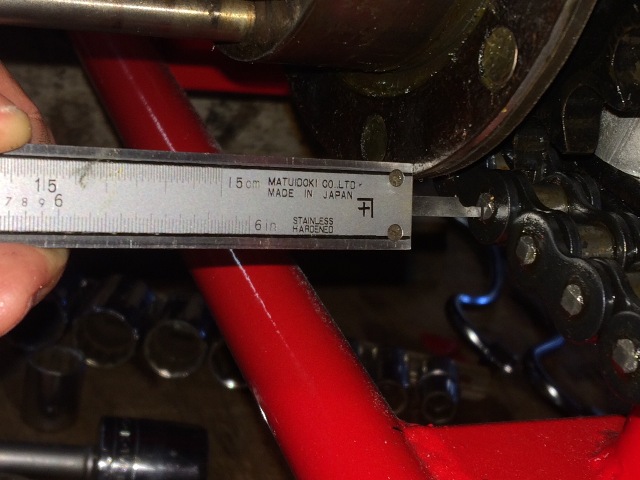 15 15cm MATUIDOKI CO.,LTD.
MADE IN JAPAN
7 8 9 6
6in STAINLESS
HARDENED